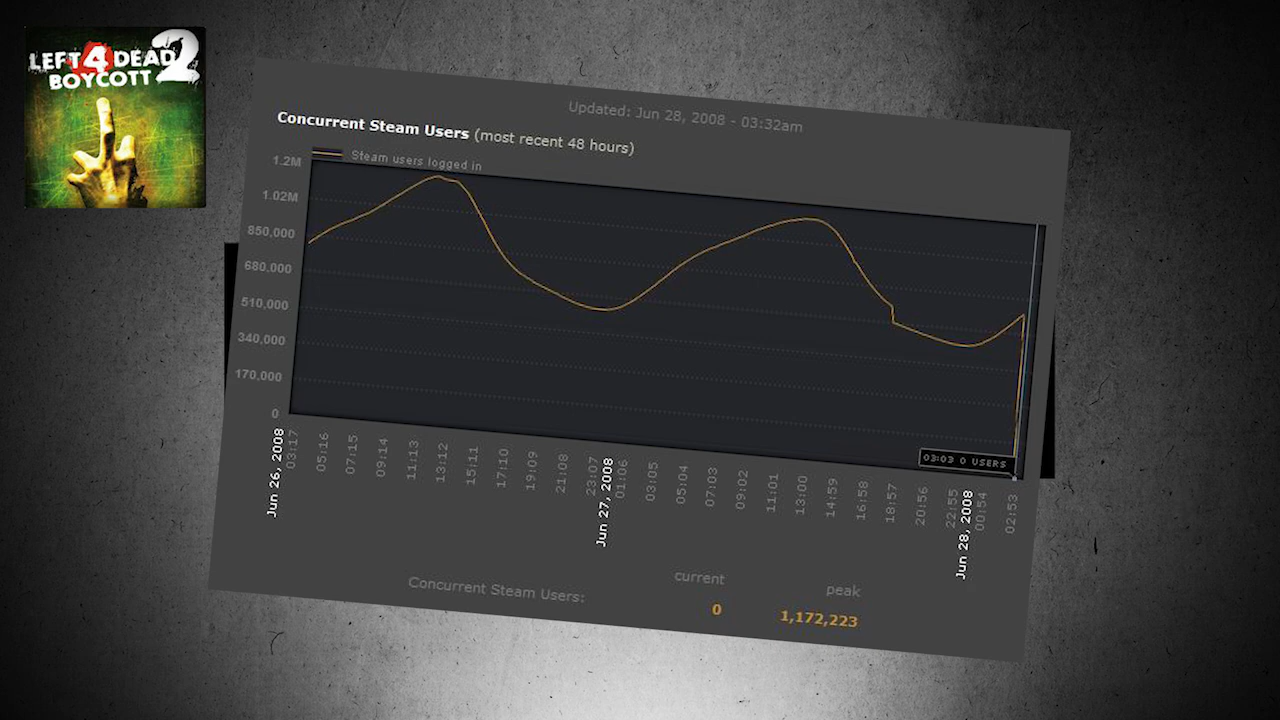 LEFT 4 DEAD 2
BOYCOTT
Updated: Jun 28, 2008 - 03:32am
Concurrent Steam Users (most recent 48 hours)
Steam users logged in
1.2M
1.02M
850,000
680,000
510,000
340,000
170,000
0
03:03 0 USERS
Jun 26, 2008
03:17
05:16
07:15
09:14
11:13
13:12
15:11
17:10
19:09
21:08
23:07
Jun 27, 2008
01:06
03:05
05:04
07:03
09:02
11:01
13:00
14:59
16:58
18:57
20:56
22:55
Jun 28, 2008
00:54
02:53
current
peak
Concurrent Steam Users:
0
1,172,223